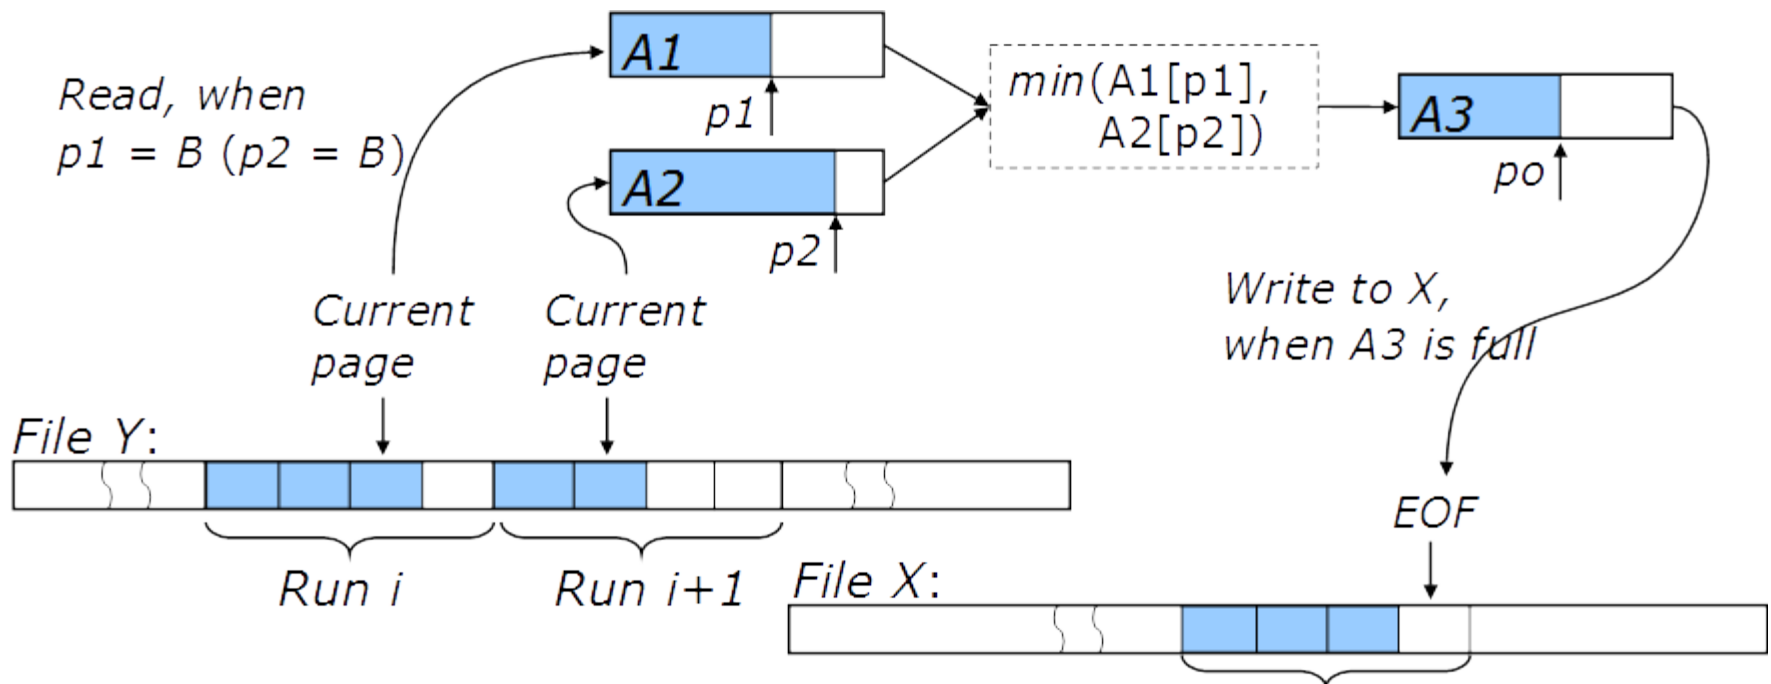 Read, when
p1 = B (p2 = B)
A1
p1
A2
p2
min(A1[p1],
A2[p2])
A3
po
Current
page
Current
page
Write to X,
when A3 is full
File Y:
Run i
Run i+1
EOF
File X: